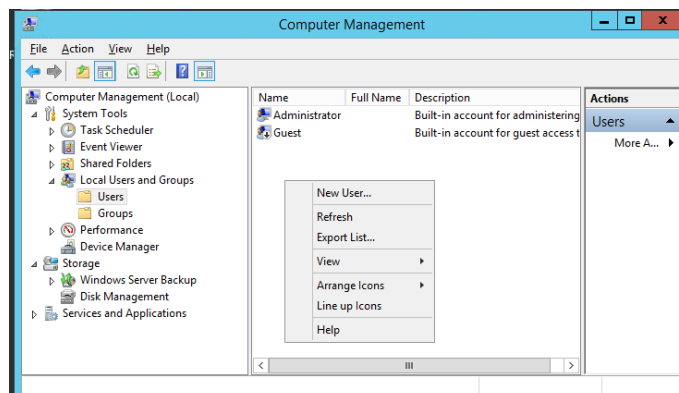 Computer Management
File Action View Help
Computer Management (Local)
System Tools
Task Scheduler
Event Viewer
Shared Folders
Local Users and Groups
Users
Groups
Performance
Device Manager
Storage
Windows Server Backup
Disk Management
Services and Applications
Name Full Name Description
Administrator Built-in account for administering
Guest Built-in account for guest access t
New User...
Refresh
Export List...
View
Arrange Icons
Line up Icons
Help
Actions
Users
More A...